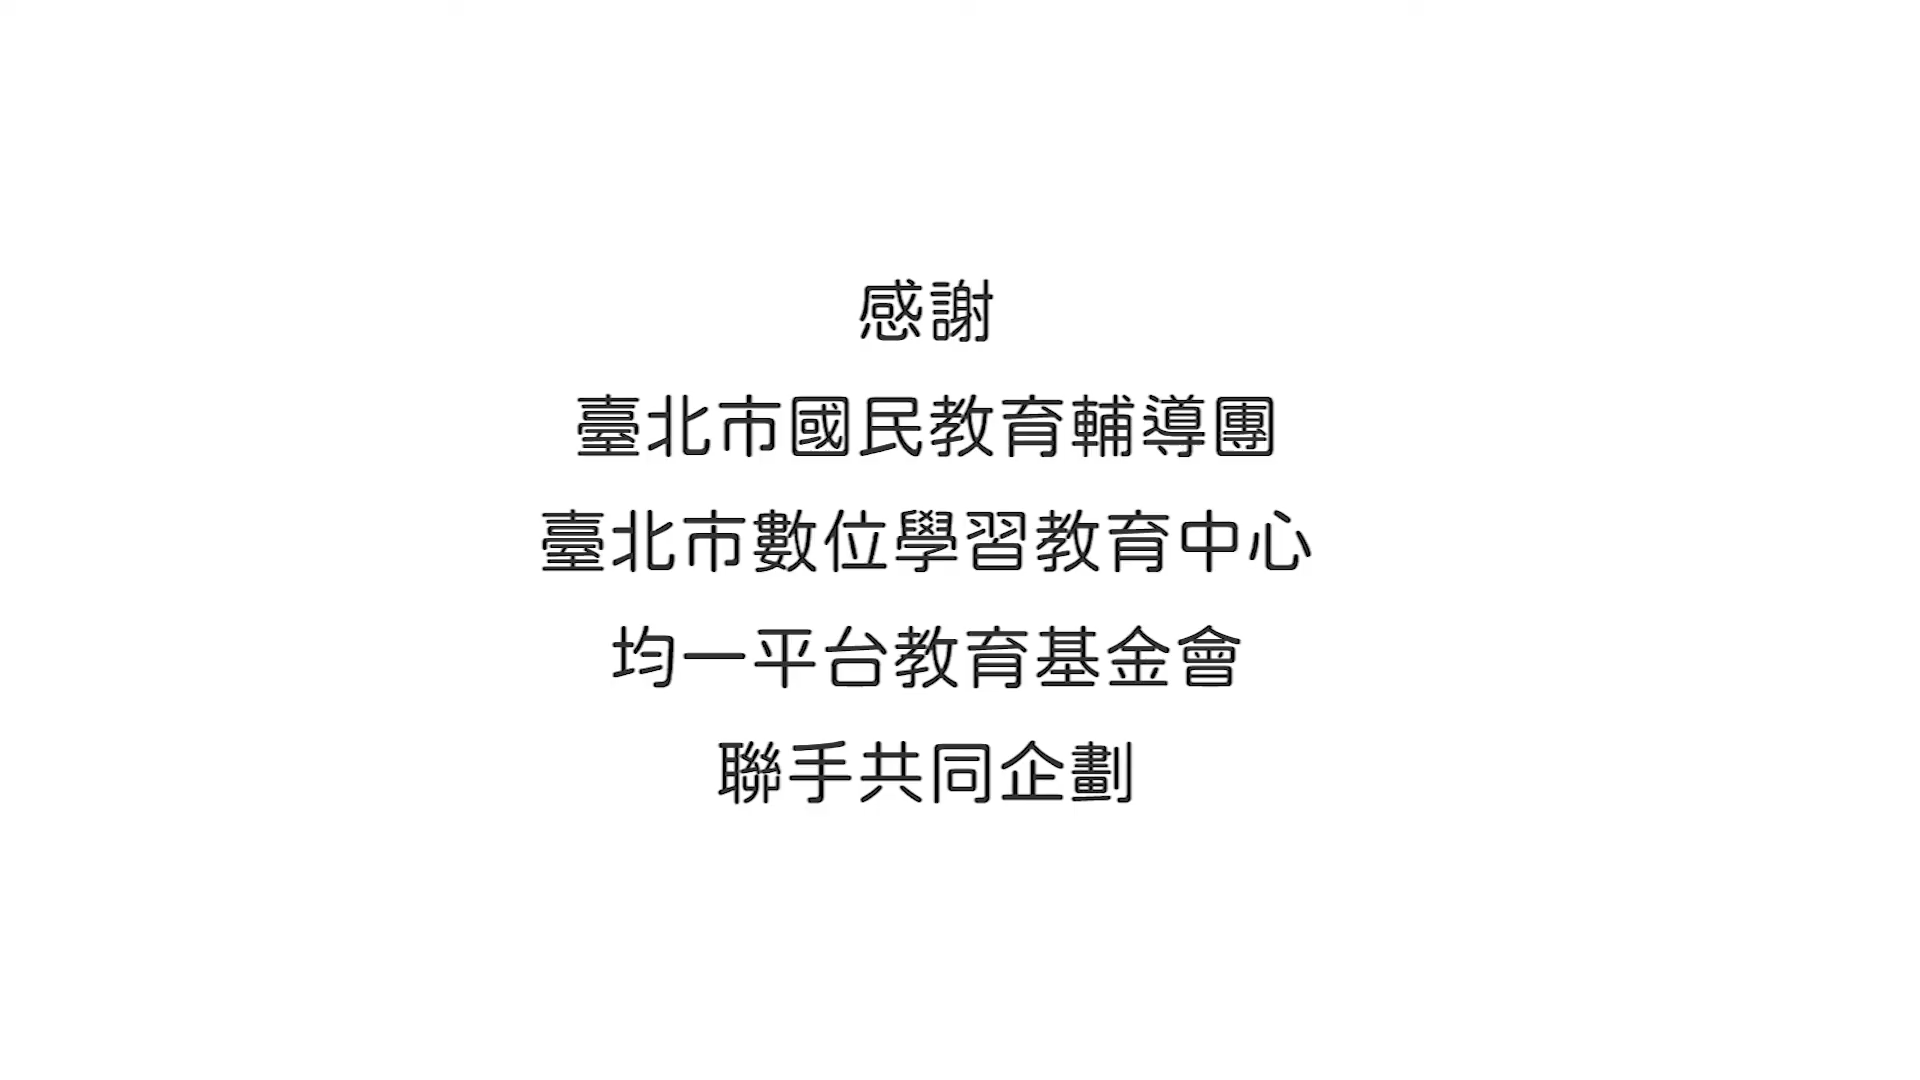 感謝
臺北市國民教育輔導團
臺北市數位學習教育中心
均一平台教育基金會
聯手共同企劃